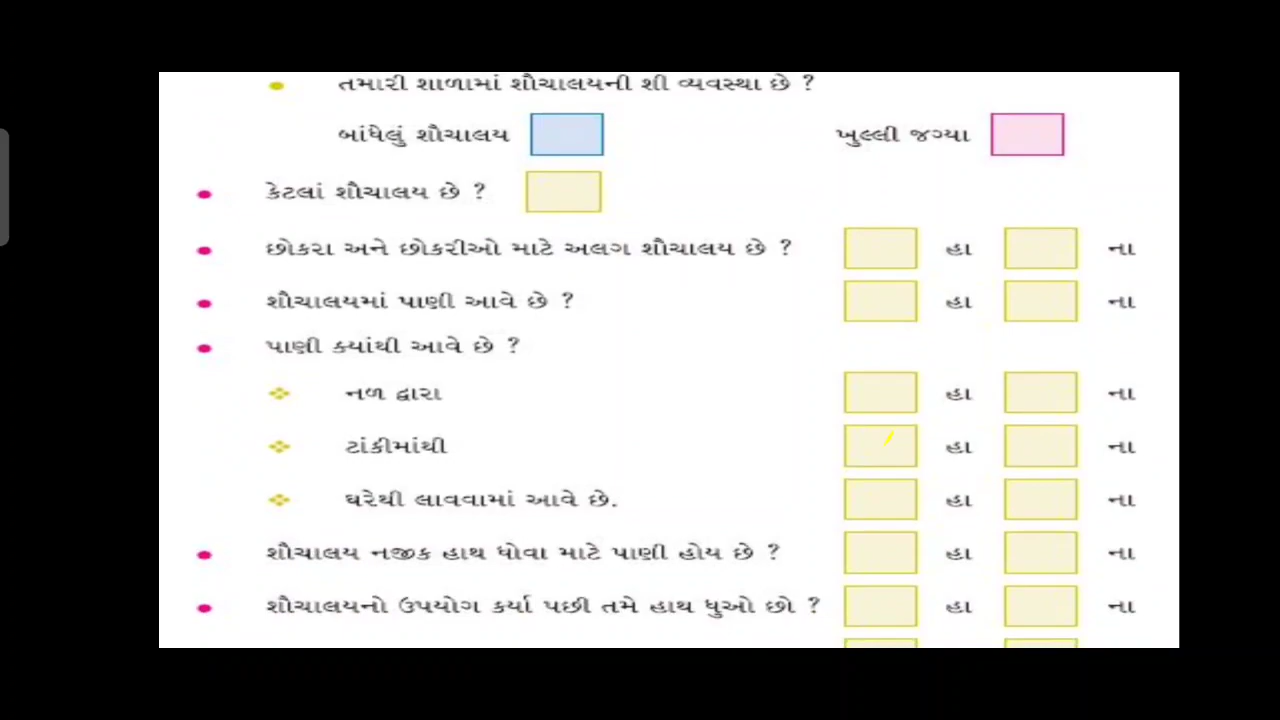 તમારી શાળામાં શૌચાલયની શી વ્યવસ્થા છે ?
બાંધેલું શૌચાલય ખુલ્લી જગ્યા
કેટલાં શૌચાલય છે ?
છોકરા અને છોકરીઓ માટે અલગ શૌચાલય છે ? હા ના
શૌચાલયમાં પાણી આવે છે ? હા ના
પાણી ક્યાંથી આવે છે ?
નળ દ્વારા હા ના
ટાંકીમાંથી હા ના
ઘરેથી લાવવામાં આવે છે. હા ના
શૌચાલય નજીક હાથ ધોવા માટે પાણી હોય છે ? હા ના
શૌચાલયનો ઉપયોગ કર્યા પછી તમે હાથ ધુઓ છો ? હા ના